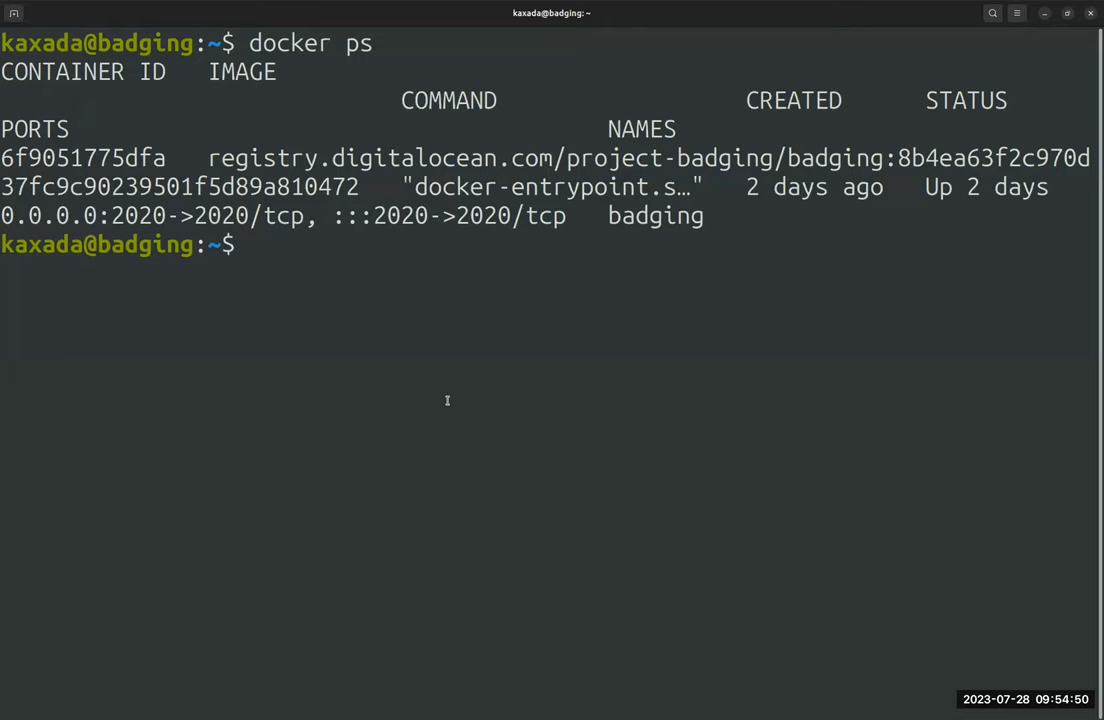 kaxada@badging: ~
kaxada@badging:~$ docker ps
CONTAINER ID   IMAGE
COMMAND   CREATED   STATUS
PORTS   NAMES
6f9051775dfa   registry.digitalocean.com/project-badging/badging:8b4ea63f2c970d
37fc9c90239501f5d89a810472   "docker-entrypoint.s…"   2 days ago   Up 2 days
0.0.0.0:2020->2020/tcp, :::2020->2020/tcp   badging
kaxada@badging:~$
2023-07-28 09:54:50